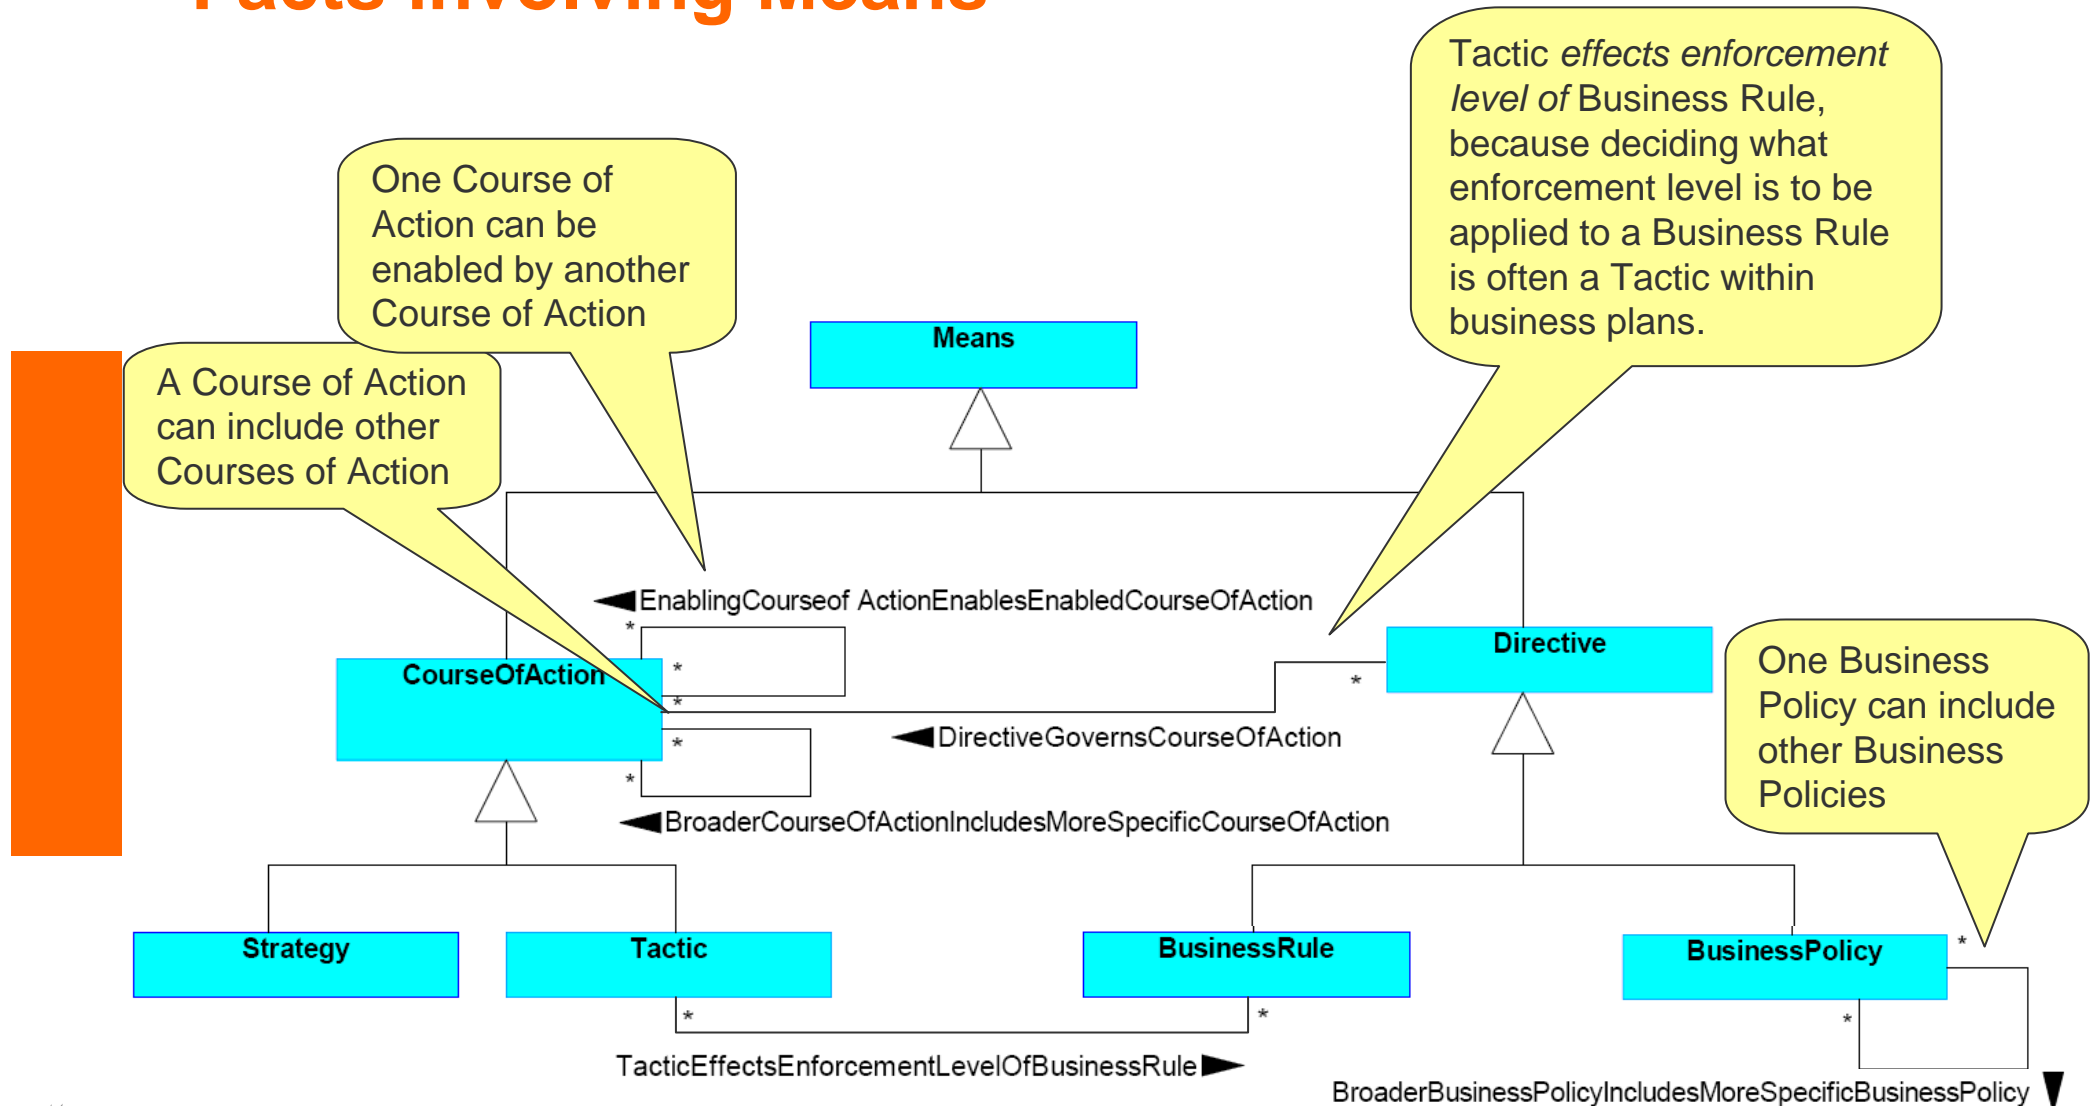 Facts Involving Means
Tactic effects enforcement
level of Business Rule,
because deciding what
enforcement level is to be
applied to a Business Rule
is often a Tactic within
business plans.
One Course of
Action can be
enabled by another
Course of Action
A Course of Action
can include other
Courses of Action
Means
EnablingCourseof ActionEnablesEnabledCourseOfAction
*
*
*
*
*
*
CourseOfAction
Directive
DirectiveGovernsCourseOfAction
BroaderCourseOfActionIncludesMoreSpecificCourseOfAction
One Business
Policy can include
other Business
Policies
Strategy
Tactic
BusinessRule
BusinessPolicy
*
*
*
*
TacticEffectsEnforcementLevelOfBusinessRule
BroaderBusinessPolicyIncludesMoreSpecificBusinessPolicy